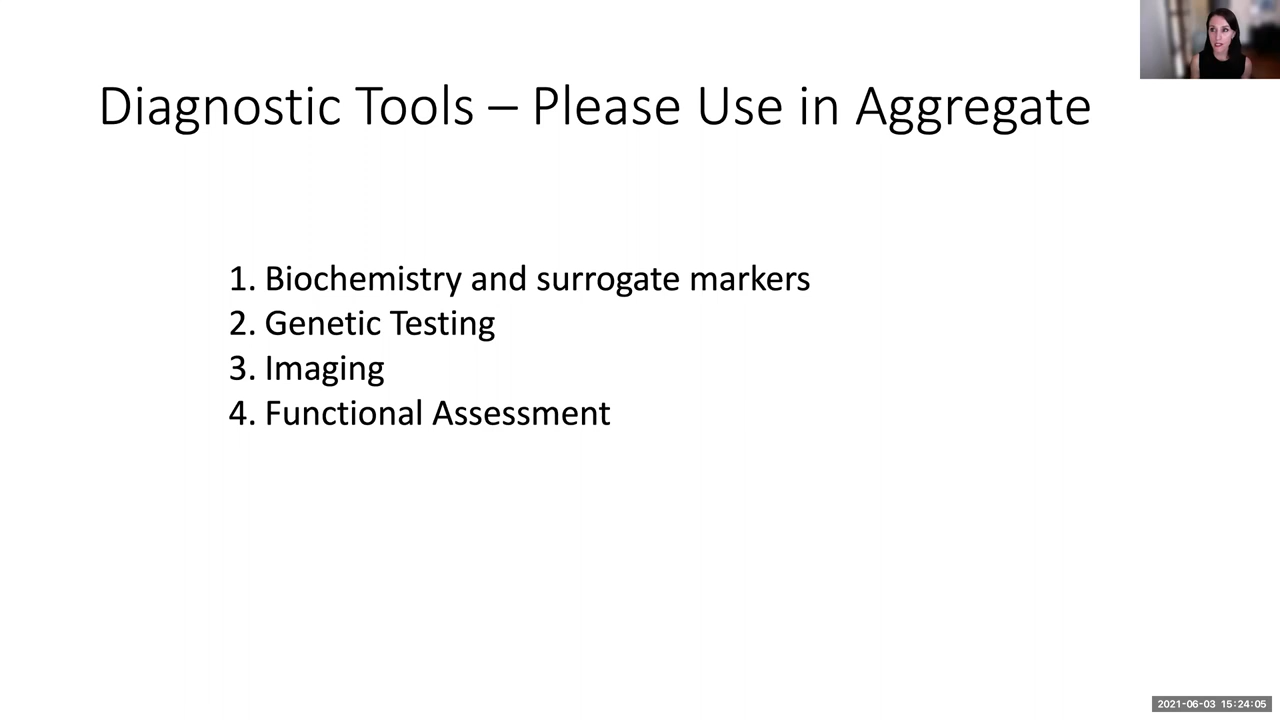 Diagnostic Tools – Please Use in Aggregate
1. Biochemistry and surrogate markers
2. Genetic Testing
3. Imaging
4. Functional Assessment
2021-06-03 15:24:05